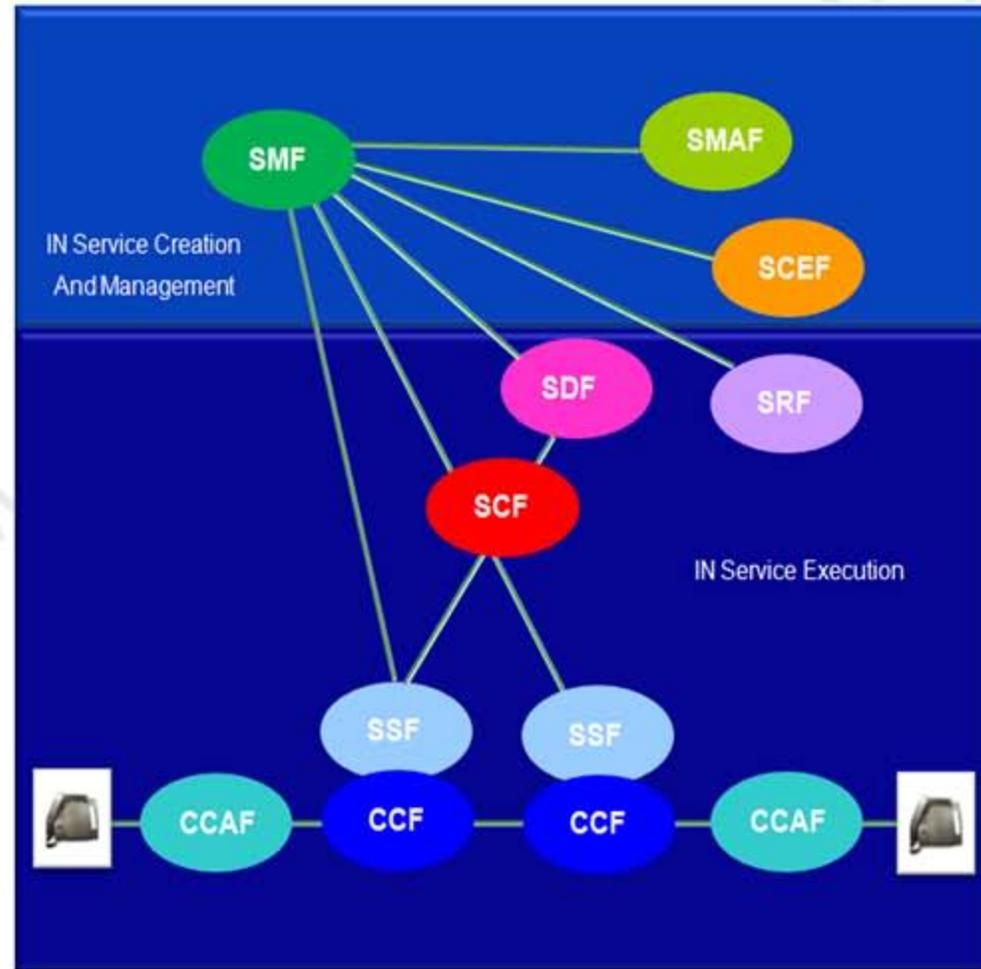 SMF
SMAF
IN Service Creation
And Management
SCEF
SDF
SRF
SCF
IN Service Execution
SSF
SSF
CCAF
CCF
CCF
CCAF